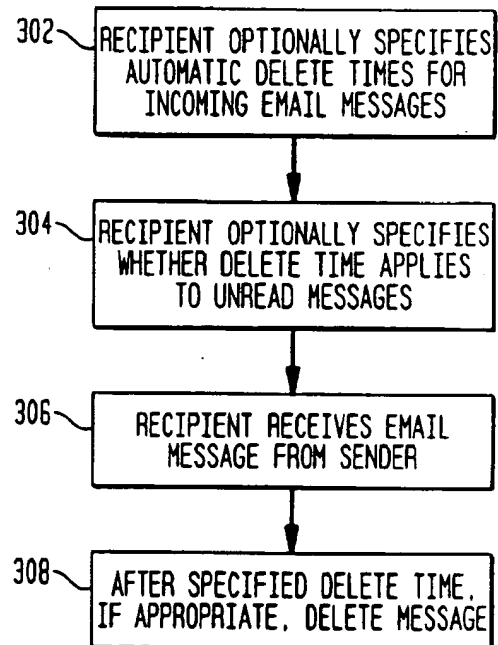 302
RECIPIENT OPTIONALLY SPECIFIES
AUTOMATIC DELETE TIMES FOR
INCOMING EMAIL MESSAGES
304
RECIPIENT OPTIONALLY SPECIFIES
WHETHER DELETE TIME APPLIES
TO UNREAD MESSAGES
306
RECIPIENT RECEIVES EMAIL
MESSAGE FROM SENDER
308
AFTER SPECIFIED DELETE TIME,
IF APPROPRIATE, DELETE MESSAGE